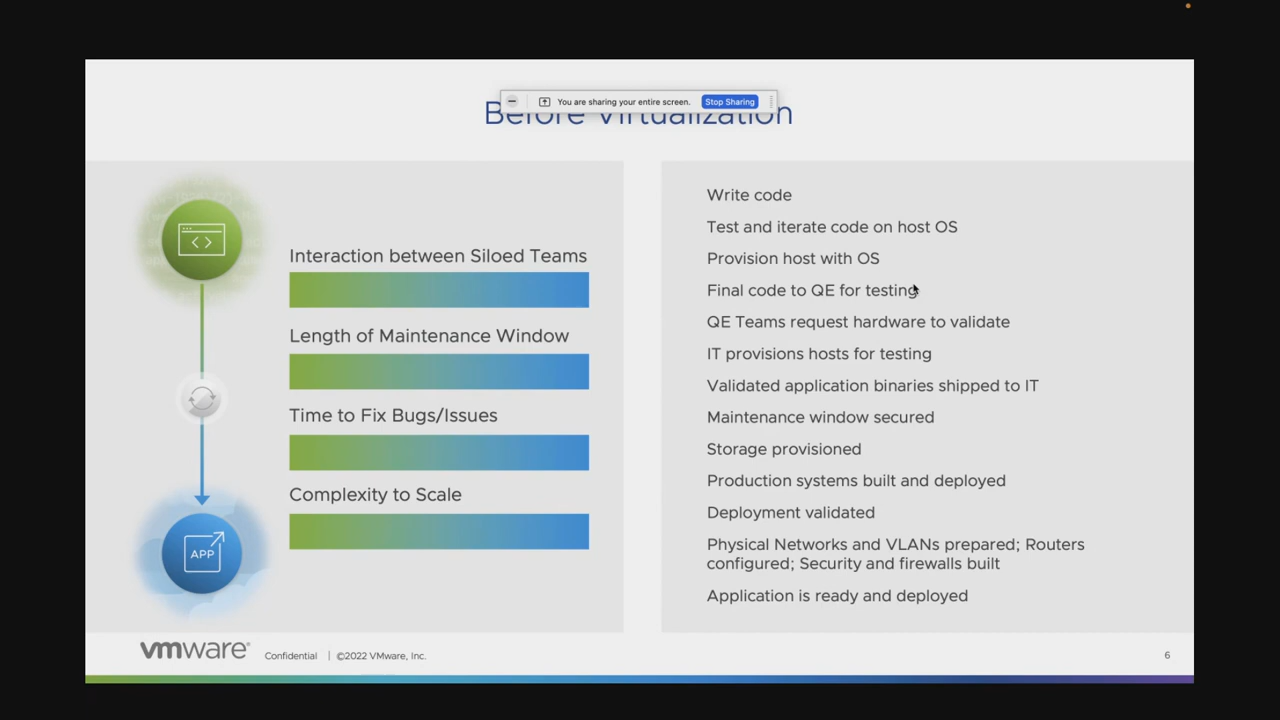 You are sharing your entire screen. Stop Sharing
Before Virtualization
Interaction between Siloed Teams
Length of Maintenance Window
Time to Fix Bugs/Issues
Complexity to Scale
APP
Write code
Test and iterate code on host OS
Provision host with OS
Final code to QE for testing
QE Teams request hardware to validate
IT provisions hosts for testing
Validated application binaries shipped to IT
Maintenance window secured
Storage provisioned
Production systems built and deployed
Deployment validated
Physical Networks and VLANs prepared; Routers
configured; Security and firewalls built
Application is ready and deployed
vmware® Confidential | ©2022 VMware, Inc. 6